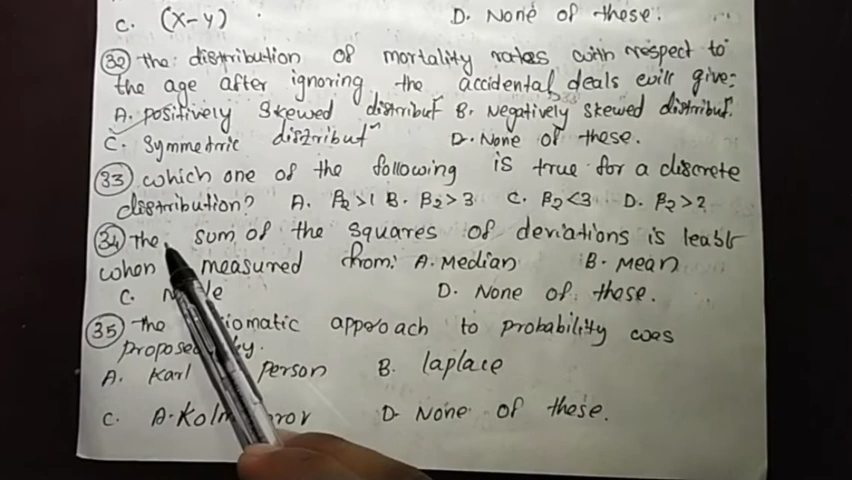 C. (X-Y) D. None of these.
32 the distribution of mortality rates with respect to
the age after ignoring the accidental deals will give:
A. positively skewed distribut B. Negatively skewed distribut.
C. Symmetric distribut D. None of these.
33 which one of the following is true for a discrete
distribution? A. β2>1 B. β2>3 C. β2<3 D. β2>2
34 The sum of the squares of deviations is least
when measured from: A. Median B. Mean
C. D. None of these.
35 the iomatic approach to probability was
A. Karl person B. laplace
C. A. Kolm orov D- None of these.